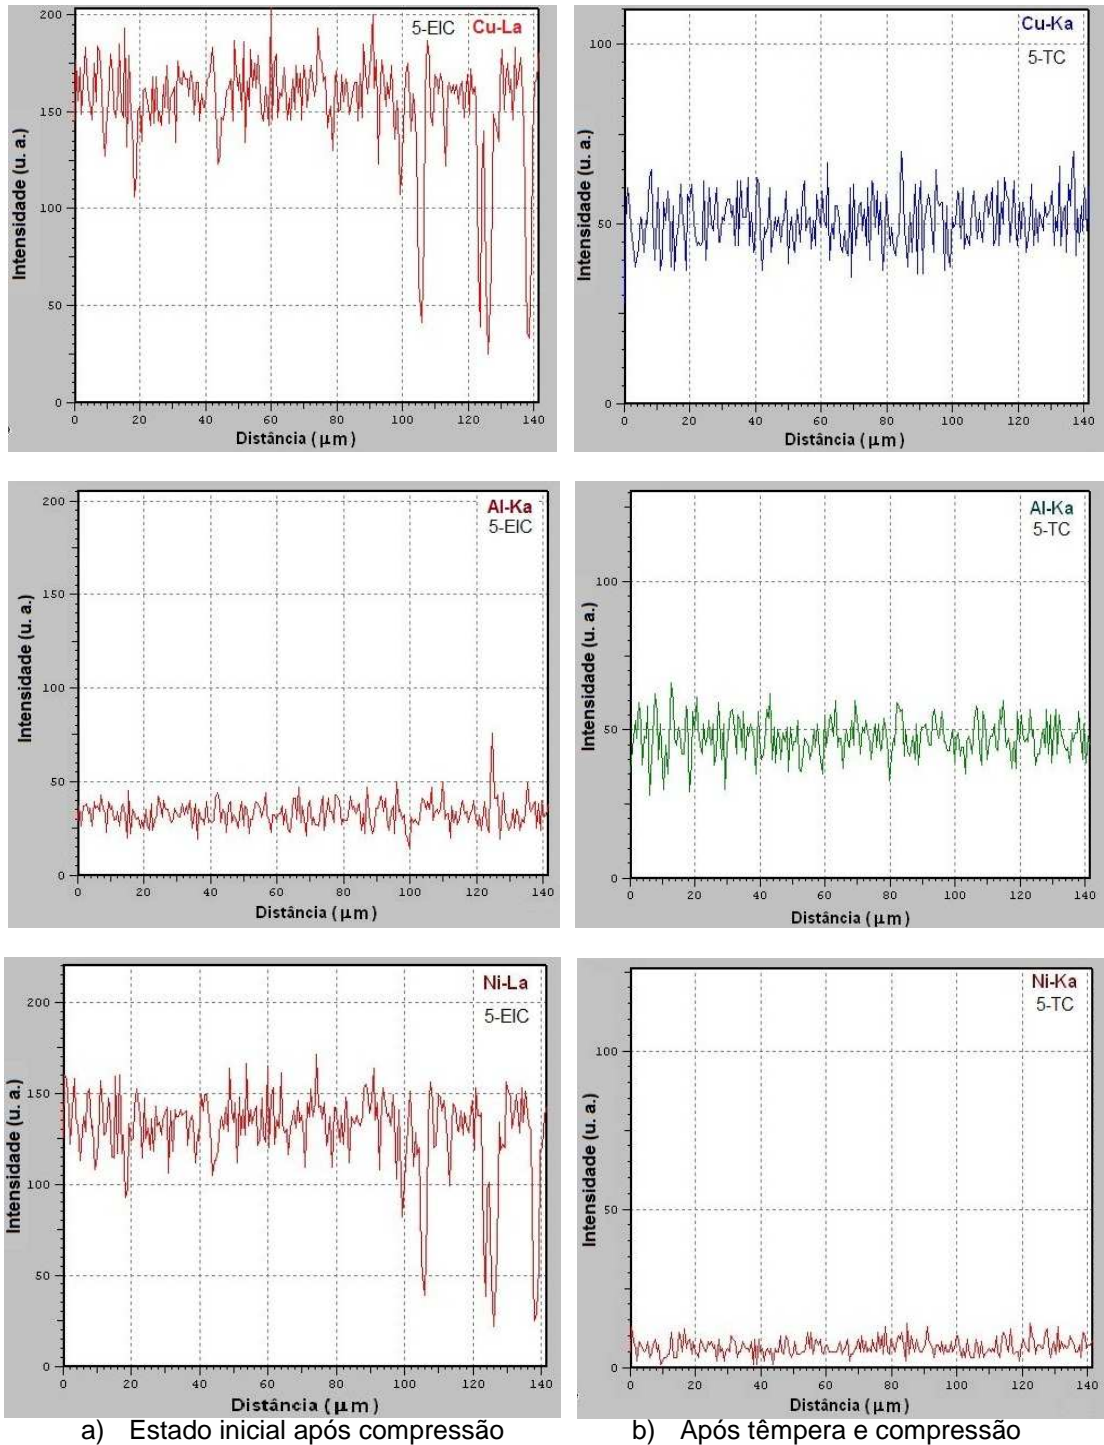 5-EIC Cu-La
200
150
100
50
0
Intensidade (u. a.)
0 20 40 60 80 100 120 140
Distância (μm)
Cu-Ka
5-TC
100
50
0
Intensidade (u. a.)
0 20 40 60 80 100 120 140
Distância (μm)
Al-Ka
5-EIC
200
150
100
50
0
Intensidade (u. a.)
0 20 40 60 80 100 120 140
Distância (μm)
Al-Ka
5-TC
100
50
0
Intensidade (u. a.)
0 20 40 60 80 100 120 140
Distância (μm)
Ni-La
5-EIC
200
150
100
50
0
Intensidade (u. a.)
0 20 40 60 80 100 120 140
Distância (μm)
Ni-Ka
5-TC
100
50
0
Intensidade (u. a.)
0 20 40 60 80 100 120 140
Distância (μm)
a) Estado inicial após compressão
b) Após têmpera e compressão